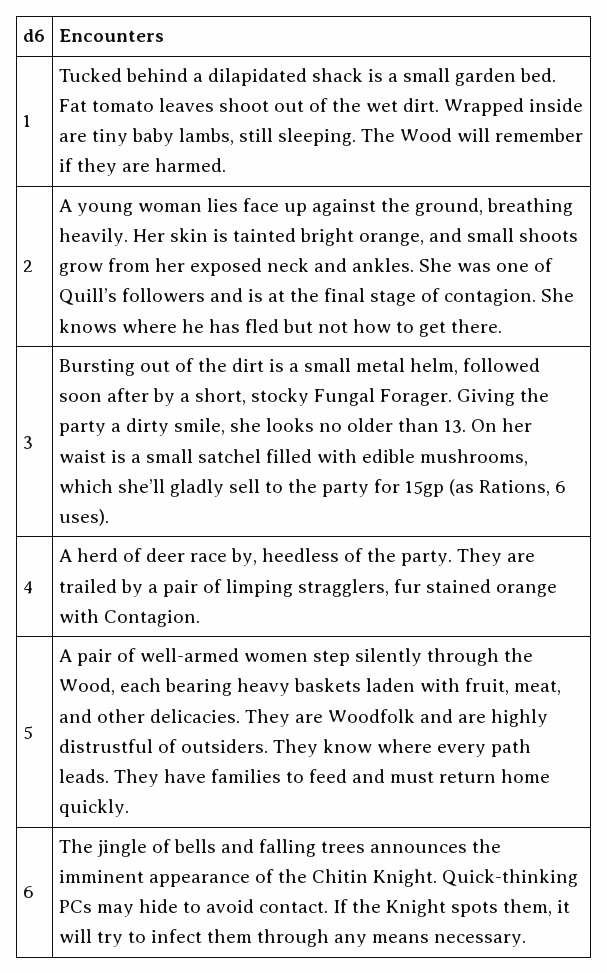 d6 Encounters
1
Tucked behind a dilapidated shack is a small garden bed.
Fat tomato leaves shoot out of the wet dirt. Wrapped inside
are tiny baby lambs, still sleeping. The Wood will remember
if they are harmed.
2
A young woman lies face up against the ground, breathing
heavily. Her skin is tainted bright orange, and small shoots
grow from her exposed neck and ankles. She was one of
Quill’s followers and is at the final stage of contagion. She
knows where he has fled but not how to get there.
3
Bursting out of the dirt is a small metal helm, followed
soon after by a short, stocky Fungal Forager. Giving the
party a dirty smile, she looks no older than 13. On her
waist is a small satchel filled with edible mushrooms,
which she’ll gladly sell to the party for 15gp (as Rations, 6
uses).
4
A herd of deer race by, heedless of the party. They are
trailed by a pair of limping stragglers, fur stained orange
with Contagion.
5
A pair of well-armed women step silently through the
Wood, each bearing heavy baskets laden with fruit, meat,
and other delicacies. They are Woodfolk and are highly
distrustful of outsiders. They know where every path
leads. They have families to feed and must return home
quickly.
6
The jingle of bells and falling trees announces the
imminent appearance of the Chitin Knight. Quick-thinking
PCs may hide to avoid contact. If the Knight spots them, it
will try to infect them through any means necessary.